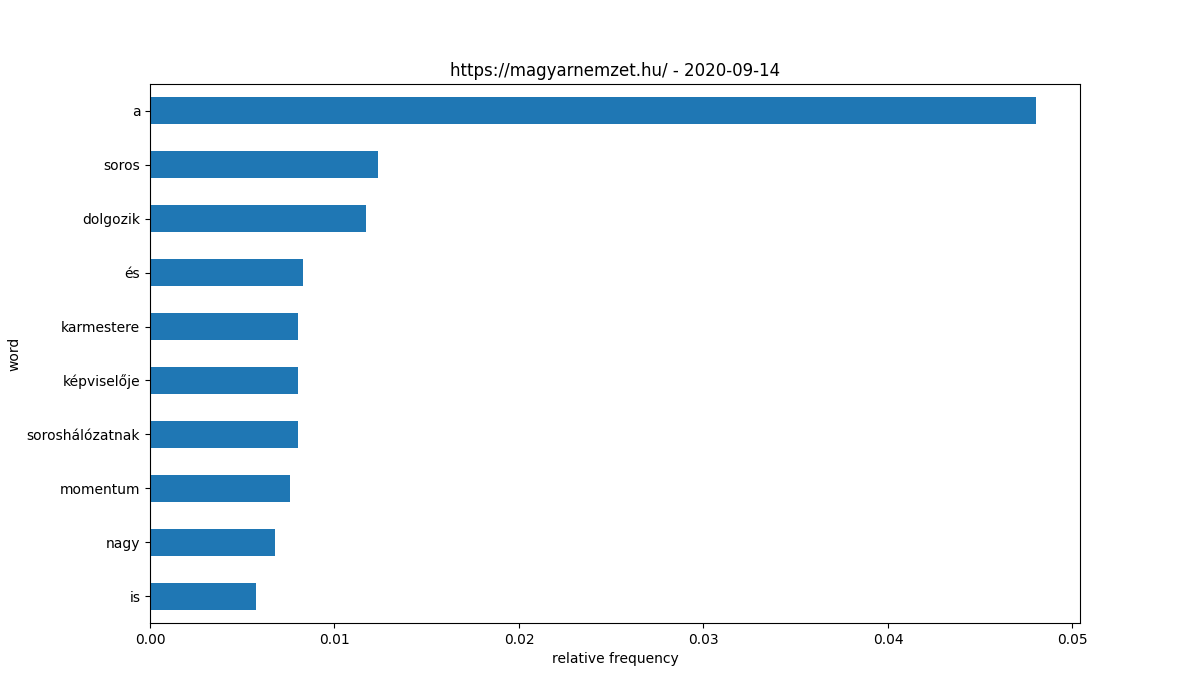 https://magyarnemzet.hu/ - 2020-09-14
a
soros
dolgozik
és
karmestere
képviselője
soroshálózatnak
momentum
nagy
is
word
0.00 0.01 0.02 0.03 0.04 0.05
relative frequency